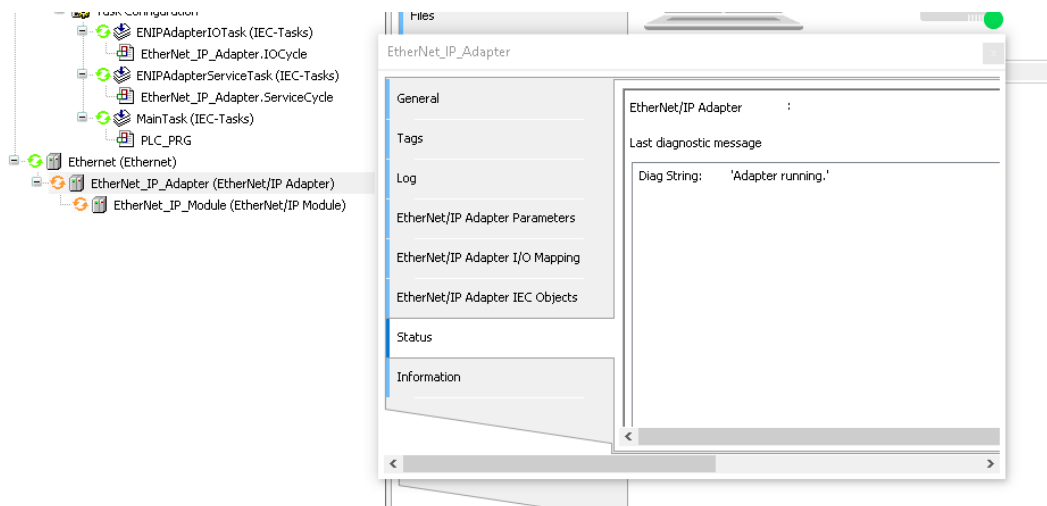 Task Configuration
ENIPAdapterIOTask (IEC-Tasks)
EtherNet_IP_Adapter.IOCycle
ENIPAdapterServiceTask (IEC-Tasks)
EtherNet_IP_Adapter.ServiceCycle
MainTask (IEC-Tasks)
PLC_PRG
Ethernet (Ethernet)
EtherNet_IP_Adapter (EtherNet/IP Adapter)
EtherNet_IP_Module (EtherNet/IP Module)
Files
EtherNet_IP_Adapter
General
Tags
Log
EtherNet/IP Adapter Parameters
EtherNet/IP Adapter I/O Mapping
EtherNet/IP Adapter IEC Objects
Status
Information
EtherNet/IP Adapter :
Last diagnostic message
Diag String: 'Adapter running.'